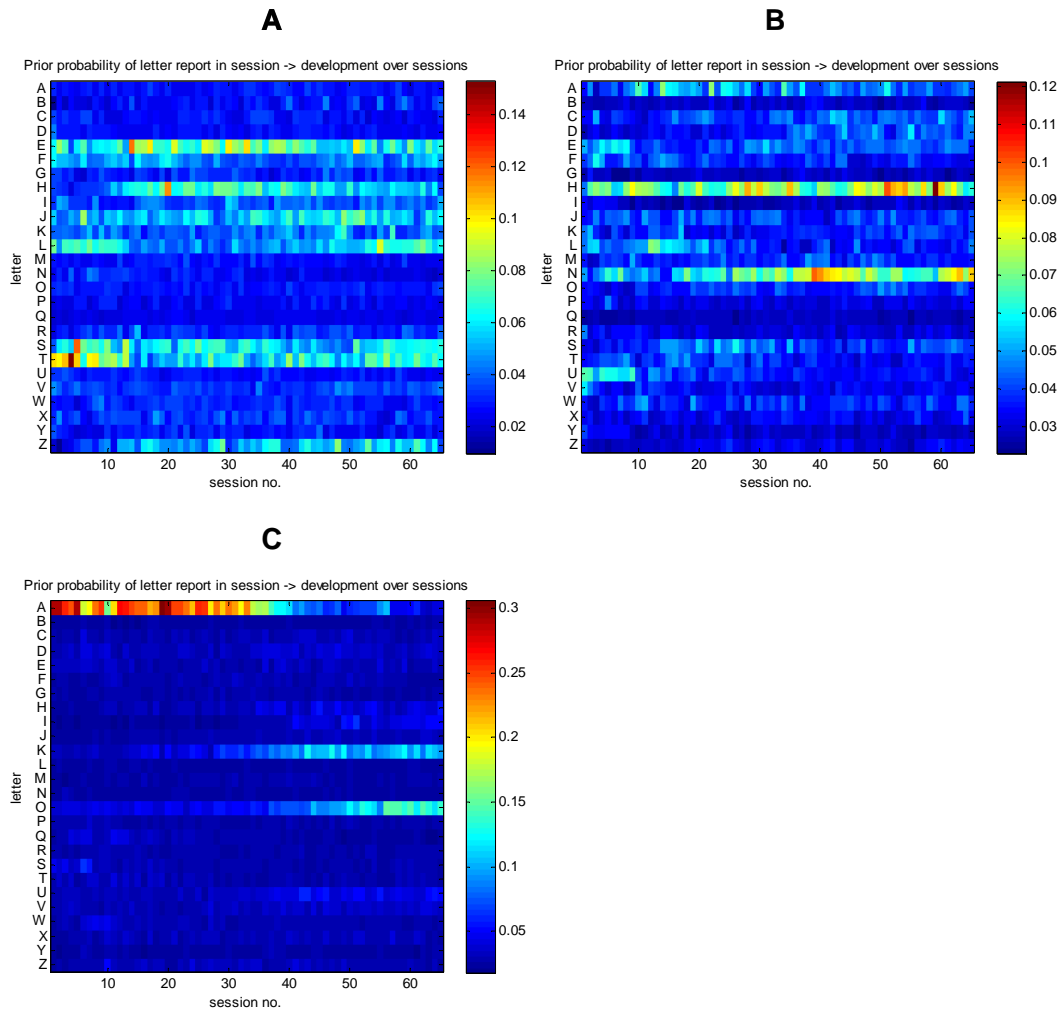 A
Prior probability of letter report in session -> development over sessions
letter
A
B
C
D
E
F
G
H
I
J
K
L
M
N
O
P
Q
R
S
T
U
V
W
X
Y
Z
10 20 30 40 50 60
session no.
0.14
0.12
0.1
0.08
0.06
0.04
0.02
B
Prior probability of letter report in session -> development over sessions
letter
A
B
C
D
E
F
G
H
I
J
K
L
M
N
O
P
Q
R
S
T
U
V
W
X
Y
Z
10 20 30 40 50 60
session no.
0.12
0.11
0.1
0.09
0.08
0.07
0.06
0.05
0.04
0.03
C
Prior probability of letter report in session -> development over sessions
letter
A
B
C
D
E
F
G
H
I
J
K
L
M
N
O
P
Q
R
S
T
U
V
W
X
Y
Z
10 20 30 40 50 60
session no.
0.3
0.25
0.2
0.15
0.1
0.05